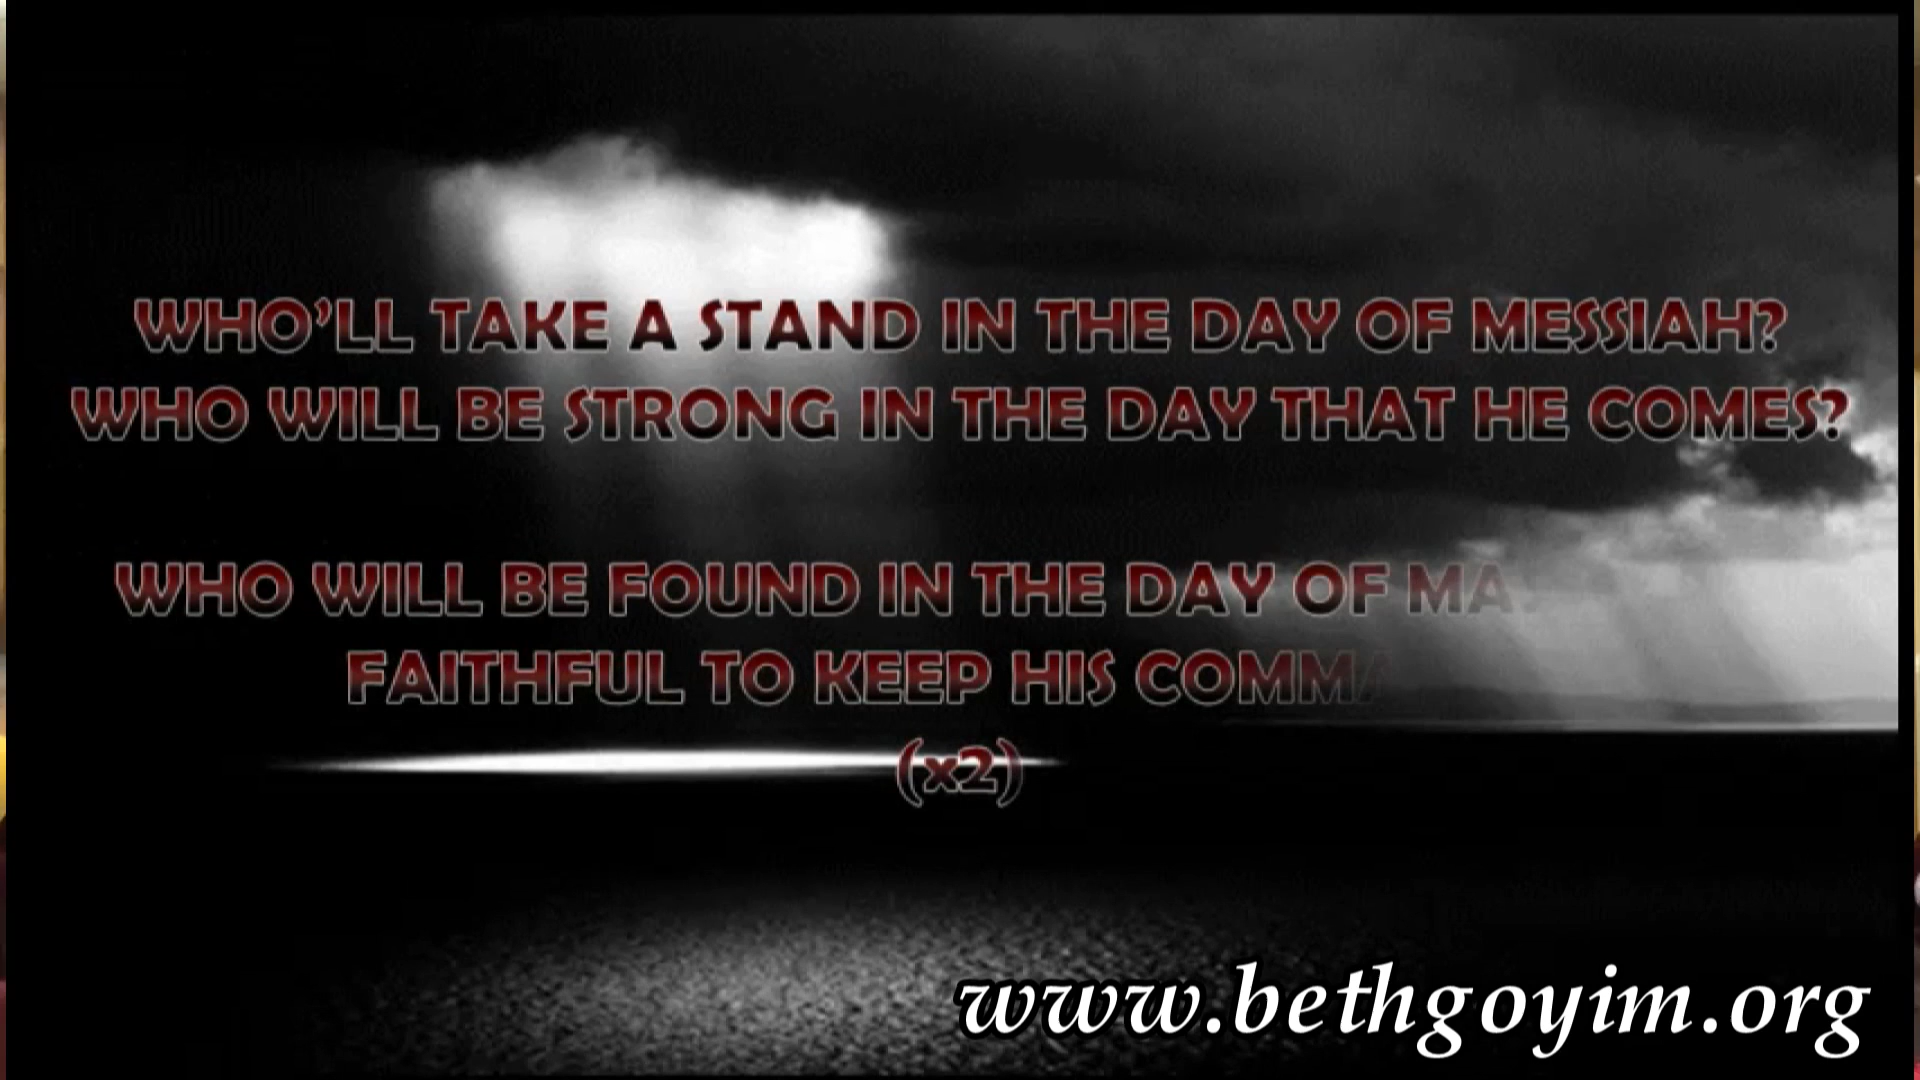 WHO'LL TAKE A STAND IN THE DAY OF MESSIAH?
WHO WILL BE STRONG IN THE DAY THAT HE COMES?
WHO WILL BE FOUND IN THE DAY OF
FAITHFUL TO KEEP HIS
(x2)
www.bethgoyim.org